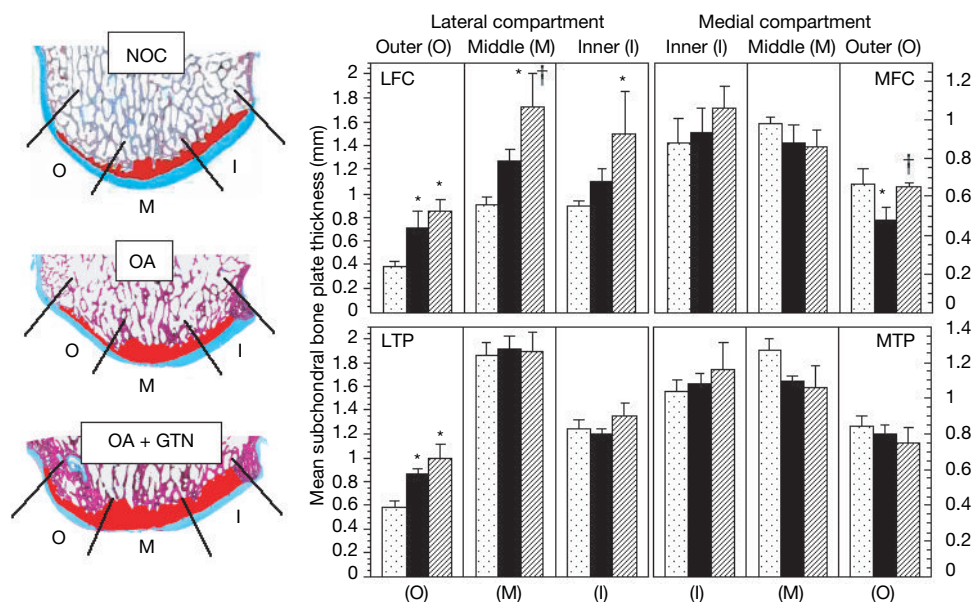 NOC
O
I
M
OA
O
I
M
OA + GTN
O
I
M
Lateral compartment
Medial compartment
Outer (O) Middle (M) Inner (I) Inner (I) Middle (M) Outer (O)
Mean subchondral bone plate thickness (mm)
LFC
MFC
2
1.8
1.6
1.4
1.2
1
0.8
0.6
0.4
0.2
0
* * * † * * †
1.2
1
0.8
0.6
0.4
0.2
0
LTP
MTP
2
1.8
1.6
1.4
1.2
1
0.8
0.6
0.4
0.2
0
* *
1.4
1.2
1
0.8
0.6
0.4
0.2
0
(O) (M) (I) (I) (M) (O)